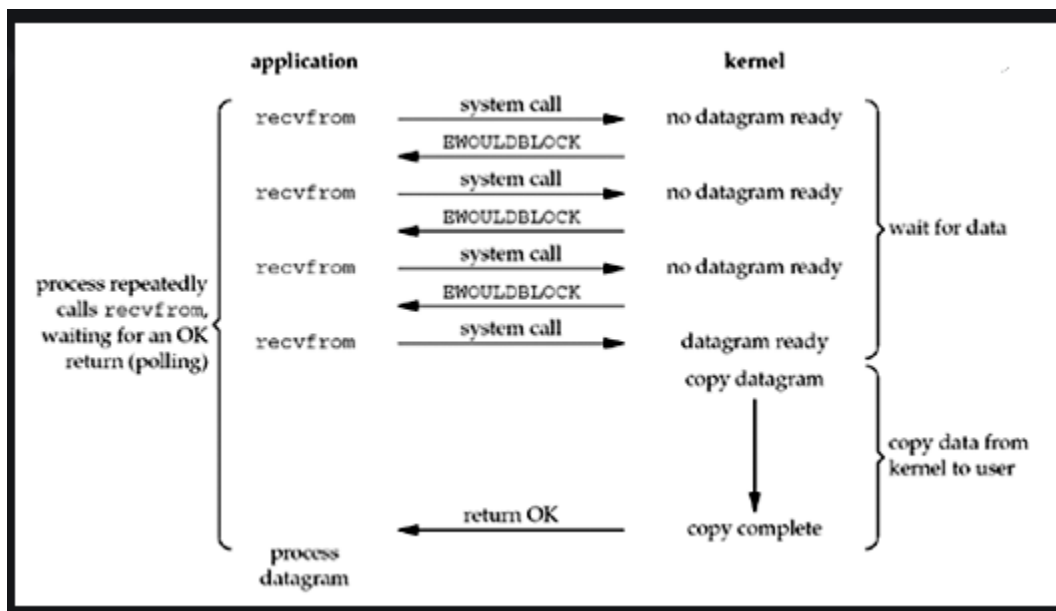 application kernel
recvfrom system call no datagram ready
EWOULDBLOCK
recvfrom system call no datagram ready
EWOULDBLOCK
recvfrom system call no datagram ready
EWOULDBLOCK
recvfrom system call datagram ready
process repeatedly
calls recvfrom,
waiting for an OK
return (polling)
wait for data
copy datagram
copy data from
kernel to user
return OK copy complete
process
datagram